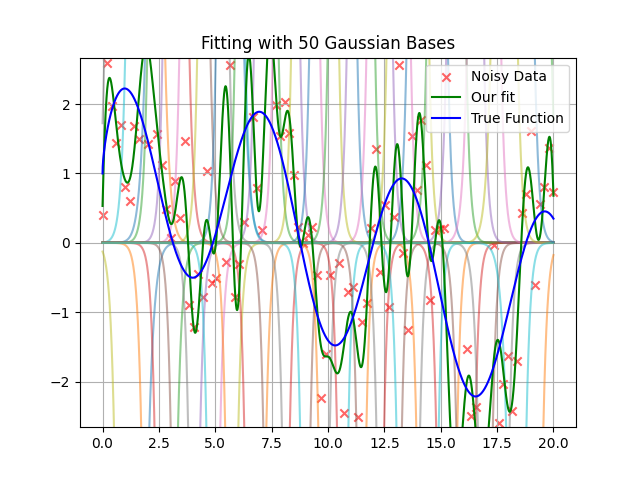 Fitting with 50 Gaussian Bases
Noisy Data
Our fit
True Function
2
1
0
−1
−2
0.0 2.5 5.0 7.5 10.0 12.5 15.0 17.5 20.0